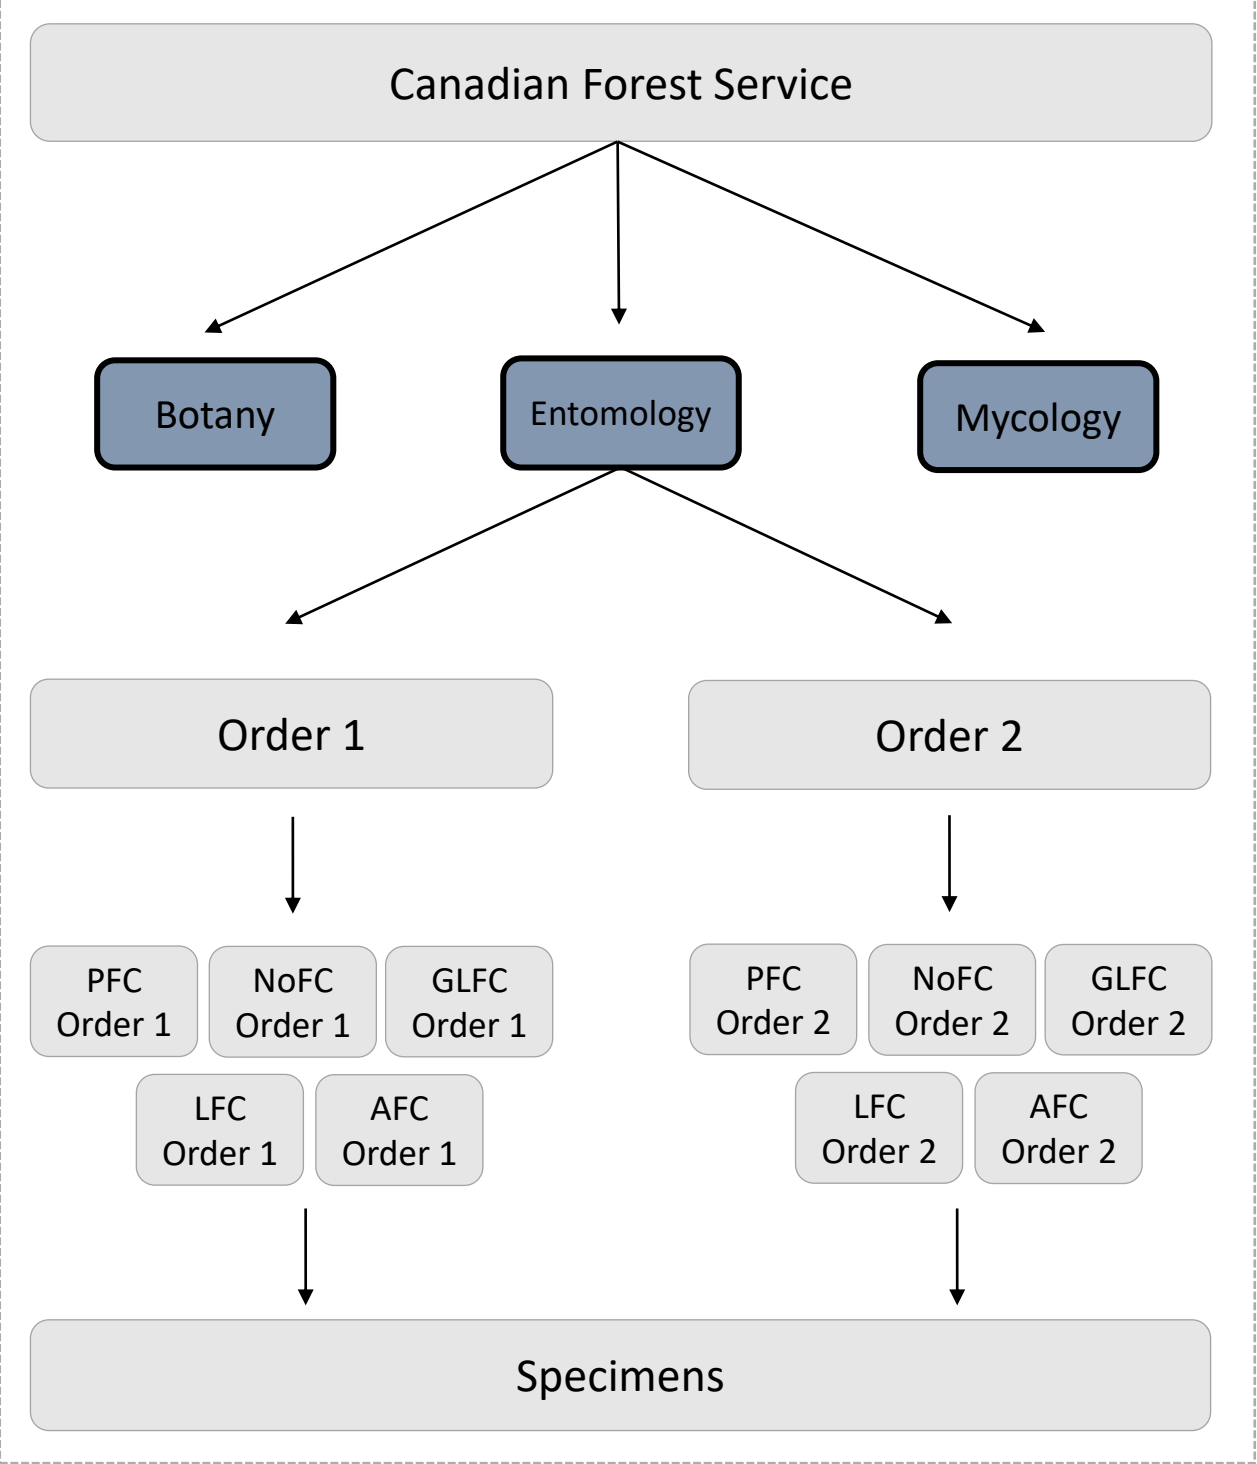 Canadian Forest Service
Botany
Entomology
Mycology
Order 1
Order 2
PFC
Order 1
NoFC
Order 1
GLFC
Order 1
LFC
Order 1
AFC
Order 1
PFC
Order 2
NoFC
Order 2
GLFC
Order 2
LFC
Order 2
AFC
Order 2
Specimens